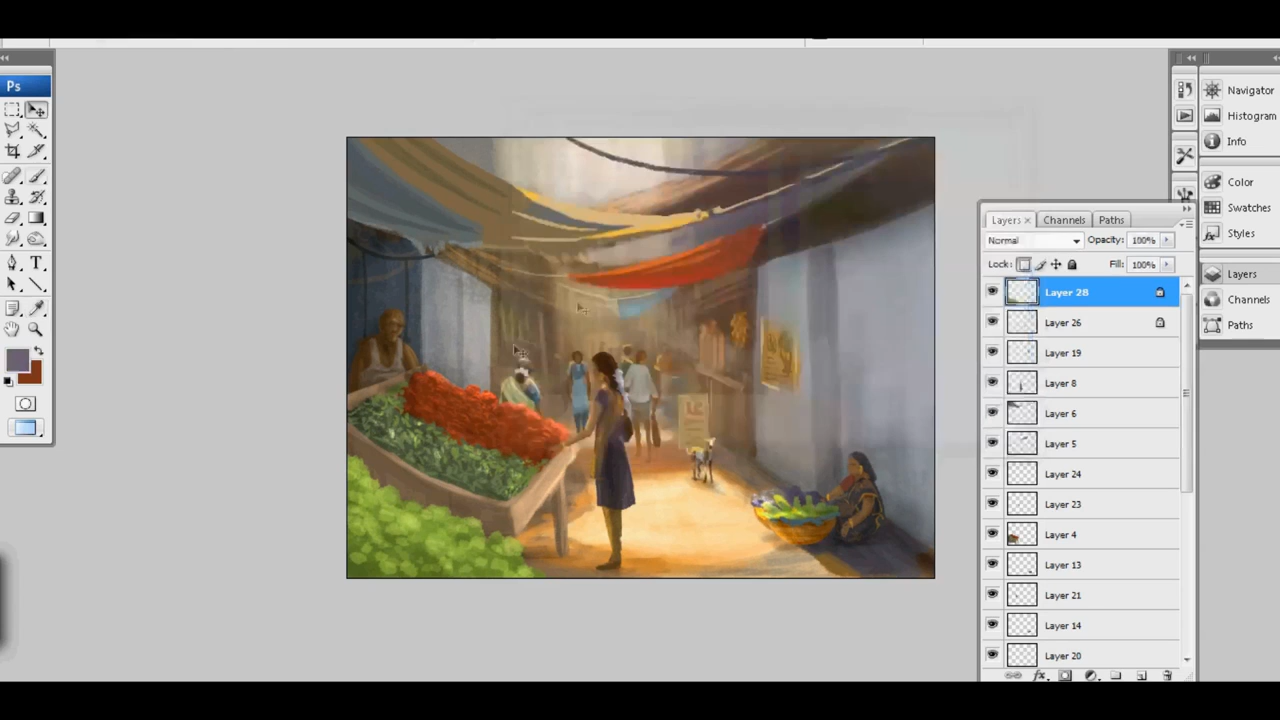 Ps
T
Navigator
Histogram
Info
Color
Swatches
Styles
Layers
Channels
Paths
Layers × Channels Paths
Normal Opacity: 100%
Lock: Fill: 100%
Layer 28
Layer 26
Layer 19
Layer 8
Layer 6
Layer 5
Layer 24
Layer 23
Layer 4
Layer 13
Layer 21
Layer 14
Layer 20
fx